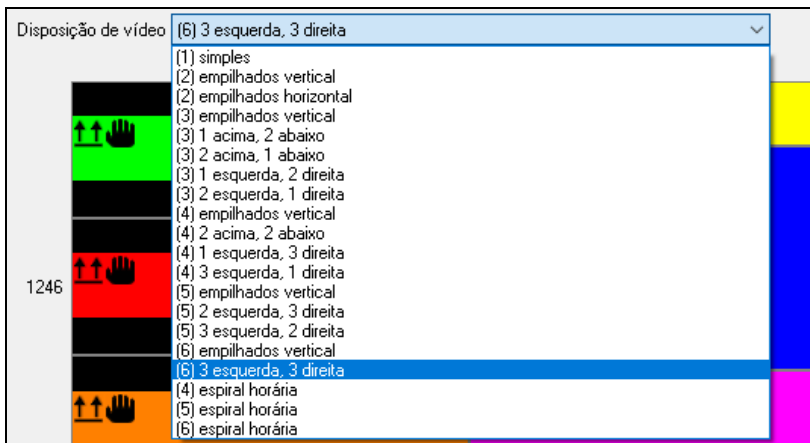 Disposição de vídeo (6) 3 esquerda, 3 direita
(1) simples
(2) empilhados vertical
(2) empilhados horizontal
(3) empilhados vertical
(3) 1 acima, 2 abaixo
(3) 2 acima, 1 abaixo
(3) 1 esquerda, 2 direita
(3) 2 esquerda, 1 direita
(4) empilhados vertical
(4) 2 acima, 2 abaixo
(4) 1 esquerda, 3 direita
(4) 3 esquerda, 1 direita
(5) empilhados vertical
(5) 2 esquerda, 3 direita
(5) 3 esquerda, 2 direita
(6) empilhados vertical
(6) 3 esquerda, 3 direita
(4) espiral horária
(5) espiral horária
(6) espiral horária
1246